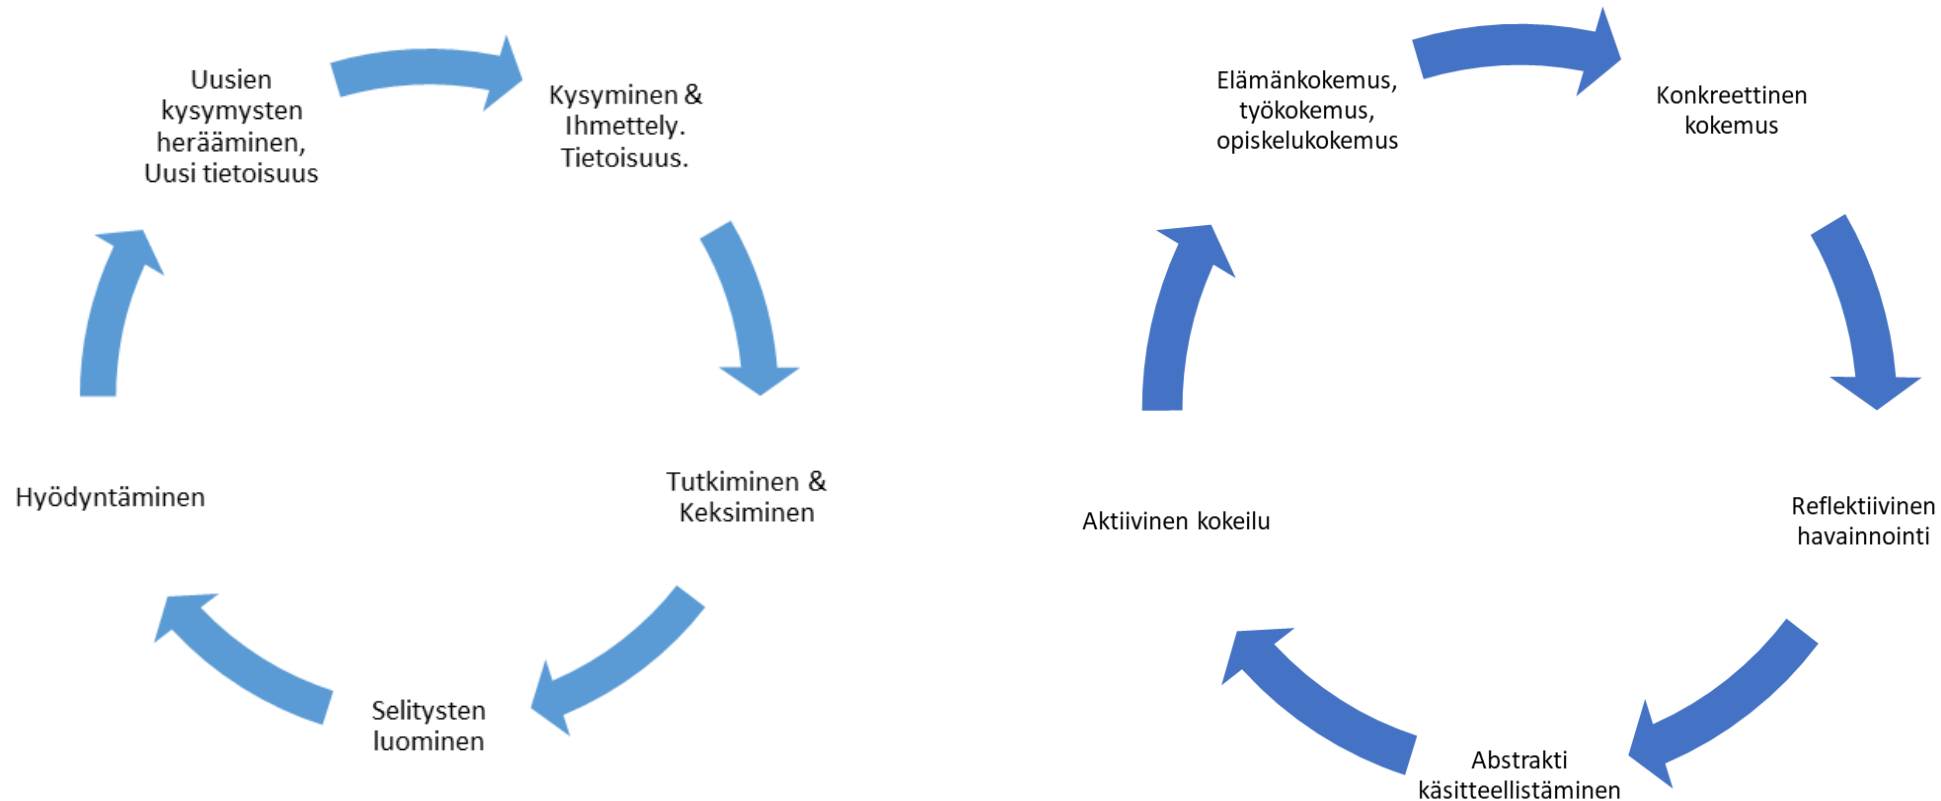 Uusien
kysymysten
herääminen,
Uusi tietoisuus
Kysyminen &
Ihmettely.
Tietoisuus.
Tutkiminen &
Keksiminen
Selitysten
luominen
Hyödyntäminen
Elämänkokemus,
työkokemus,
opiskelukokemus
Konkreettinen
kokemus
Reflektiivinen
havainnointi
Abstrakti
käsitteellistäminen
Aktiivinen kokeilu